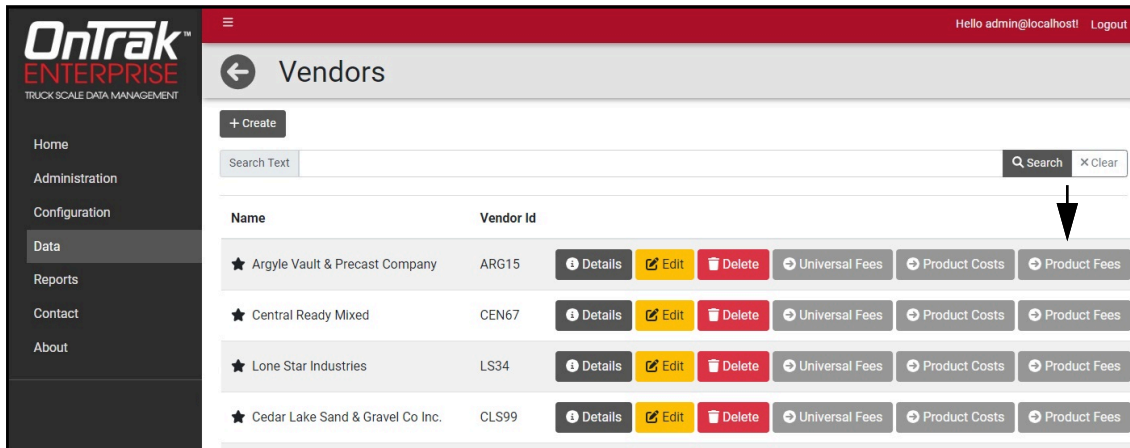 OnTrak™
ENTERPRISE
TRUCK SCALE DATA MANAGEMENT
Home
Administration
Configuration
Data
Reports
Contact
About
Hello admin@localhost! Logout
Vendors
+ Create
Search Text Search × Clear
Name Vendor Id
Argyle Vault & Precast Company ARG15 Details Edit Delete Universal Fees Product Costs Product Fees
Central Ready Mixed CEN67 Details Edit Delete Universal Fees Product Costs Product Fees
Lone Star Industries LS34 Details Edit Delete Universal Fees Product Costs Product Fees
Cedar Lake Sand & Gravel Co Inc. CLS99 Details Edit Delete Universal Fees Product Costs Product Fees